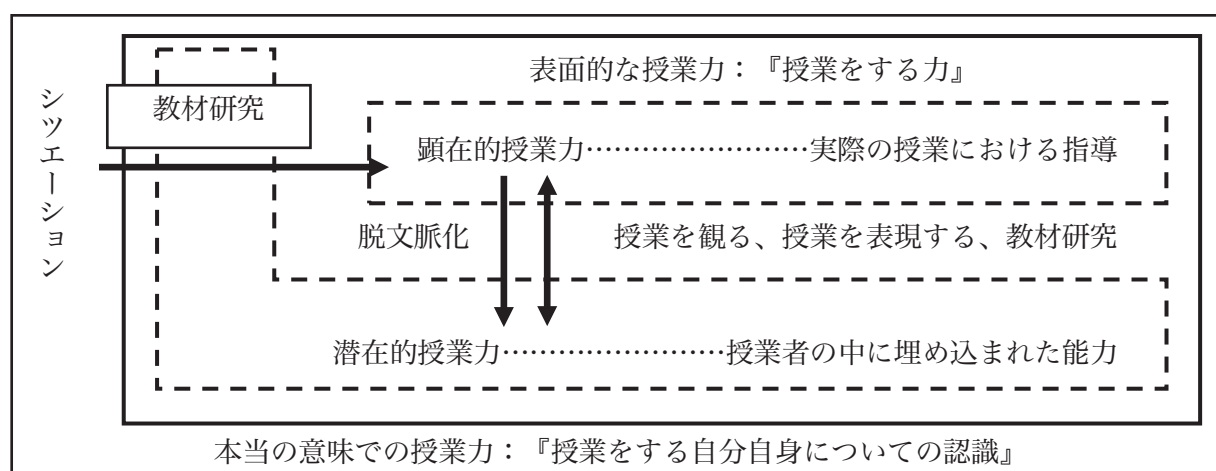 表面的な授業力：『授業をする力』
シツエーション
教材研究
顕在的授業力……………………実際の授業における指導
脱文脈化
授業を観る、授業を表現する、教材研究
潜在的授業力……………………授業者の中に埋め込まれた能力
本当の意味での授業力：『授業をする自分自身についての認識』